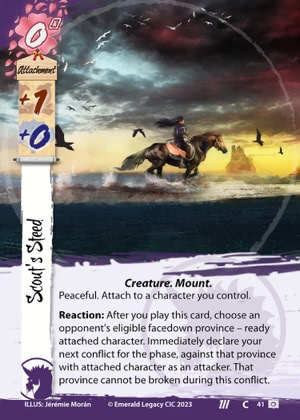 0
Attachment
+1
+0
Scout's Steed
Creature. Mount.
Peaceful. Attach to a character you control.
Reaction: After you play this card, choose an
opponent's eligible facedown province – ready
attached character. Immediately declare your
next conflict for the phase, against that province
with attached character as an attacker. That
province cannot be broken during this conflict.
ILLUS: Jérémie Morán
© Emerald Legacy CIC 2023
C
41